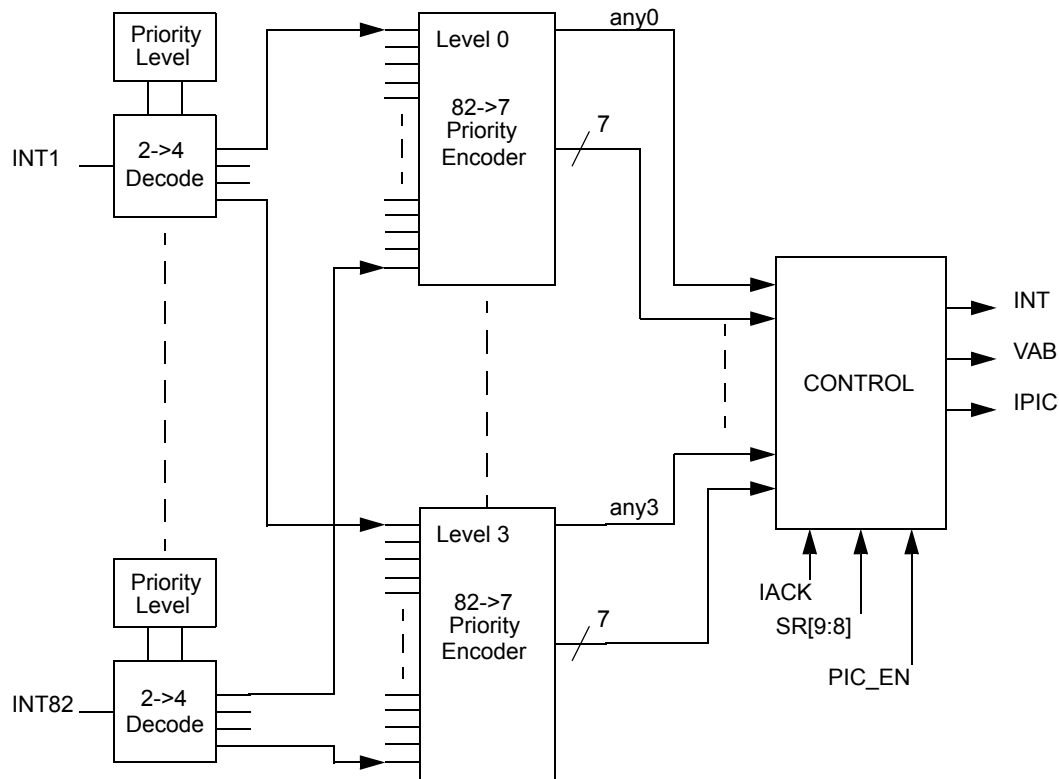 Priority
Level
INT1
2->4
Decode
Level 0
82->7
Priority
Encoder
any0
7
CONTROL
INT
VAB
IPIC
Priority
Level
INT82
2->4
Decode
Level 3
82->7
Priority
Encoder
any3
7
IACK
SR[9:8]
PIC_EN